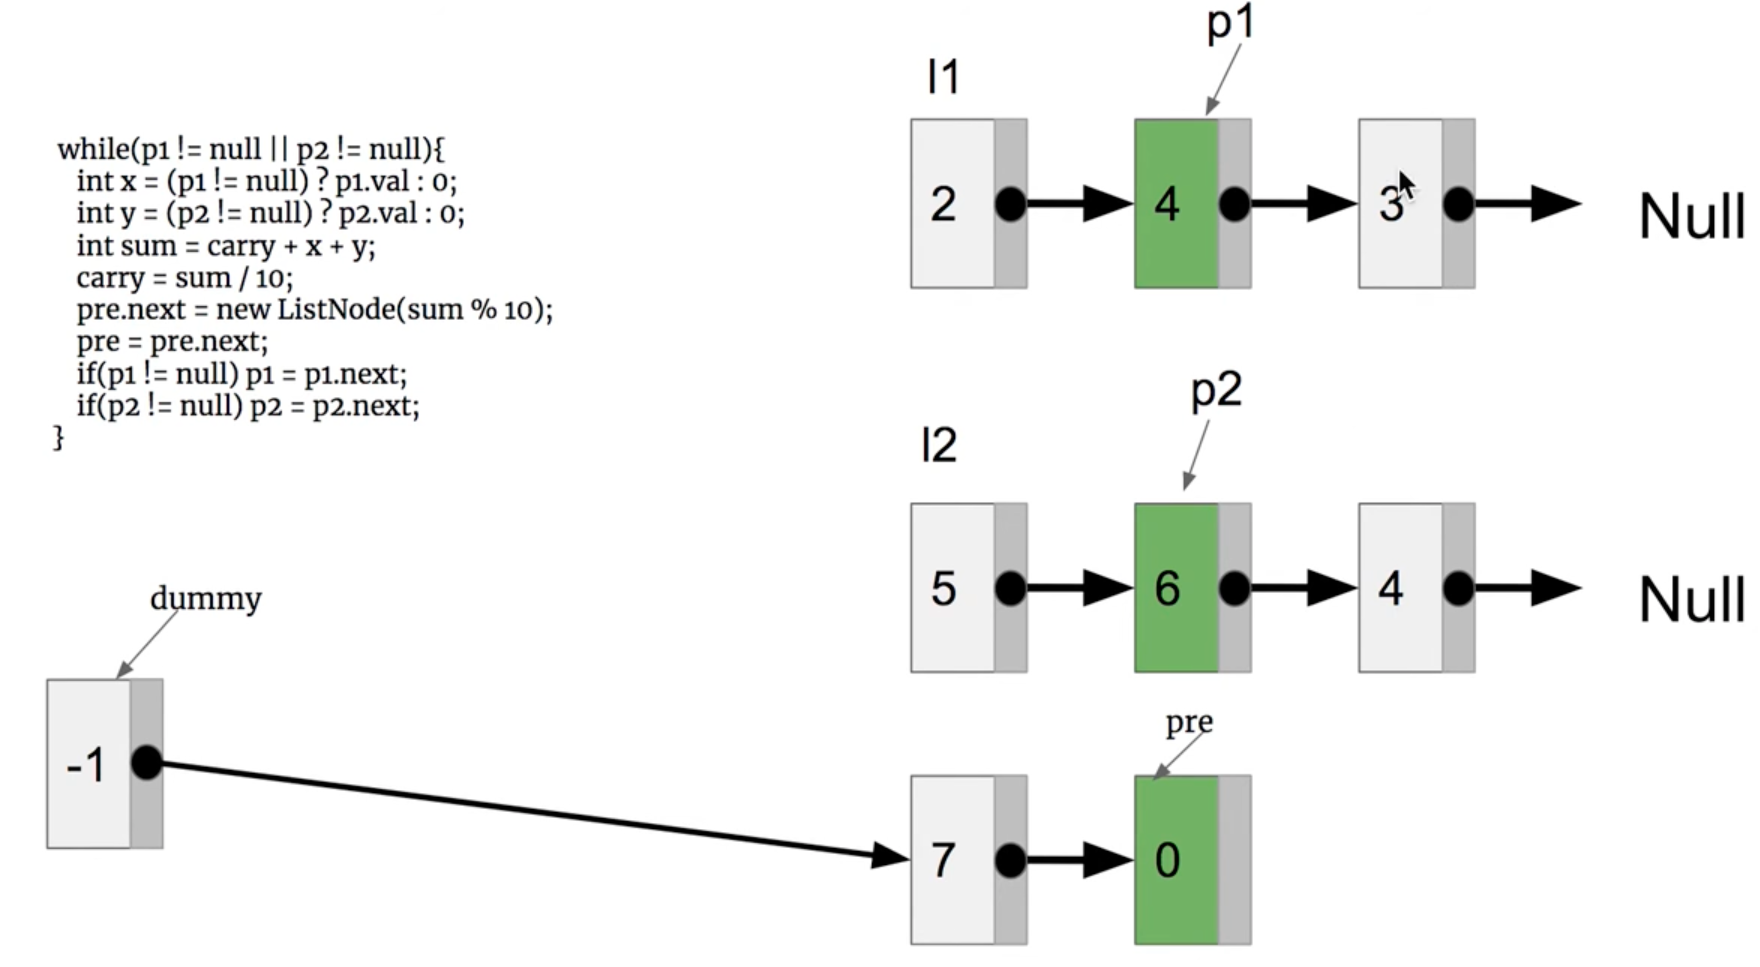 while(p1 != null || p2 != null){
int x = (p1 != null) ? p1.val : 0;
int y = (p2 != null) ? p2.val : 0;
int sum = carry + x + y;
carry = sum / 10;
pre.next = new ListNode(sum % 10);
pre = pre.next;
if(p1 != null) p1 = p1.next;
if(p2 != null) p2 = p2.next;
}
p1
l1
2 4 3 Null
p2
l2
5 6 4 Null
dummy
-1
pre
7 0